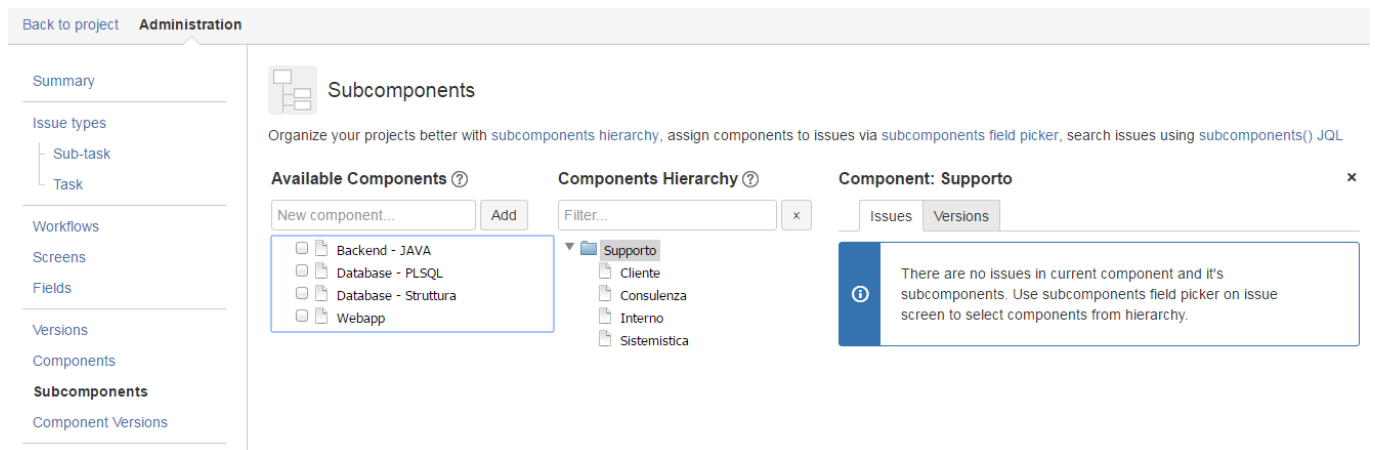 Back to project Administration
Summary
Issue types
Sub-task
Task
Workflows
Screens
Fields
Versions
Components
Subcomponents
Component Versions
Subcomponents
Organize your projects better with subcomponents hierarchy, assign components to issues via subcomponents field picker, search issues using subcomponents() JQL
Available Components ?
New component... Add
Backend - JAVA
Database - PLSQL
Database - Struttura
Webapp
Components Hierarchy ?
Filter... ×
Supporto
Cliente
Consulenza
Interno
Sistemistica
Component: Supporto ×
Issues Versions
There are no issues in current component and it's
subcomponents. Use subcomponents field picker on issue
screen to select components from hierarchy.